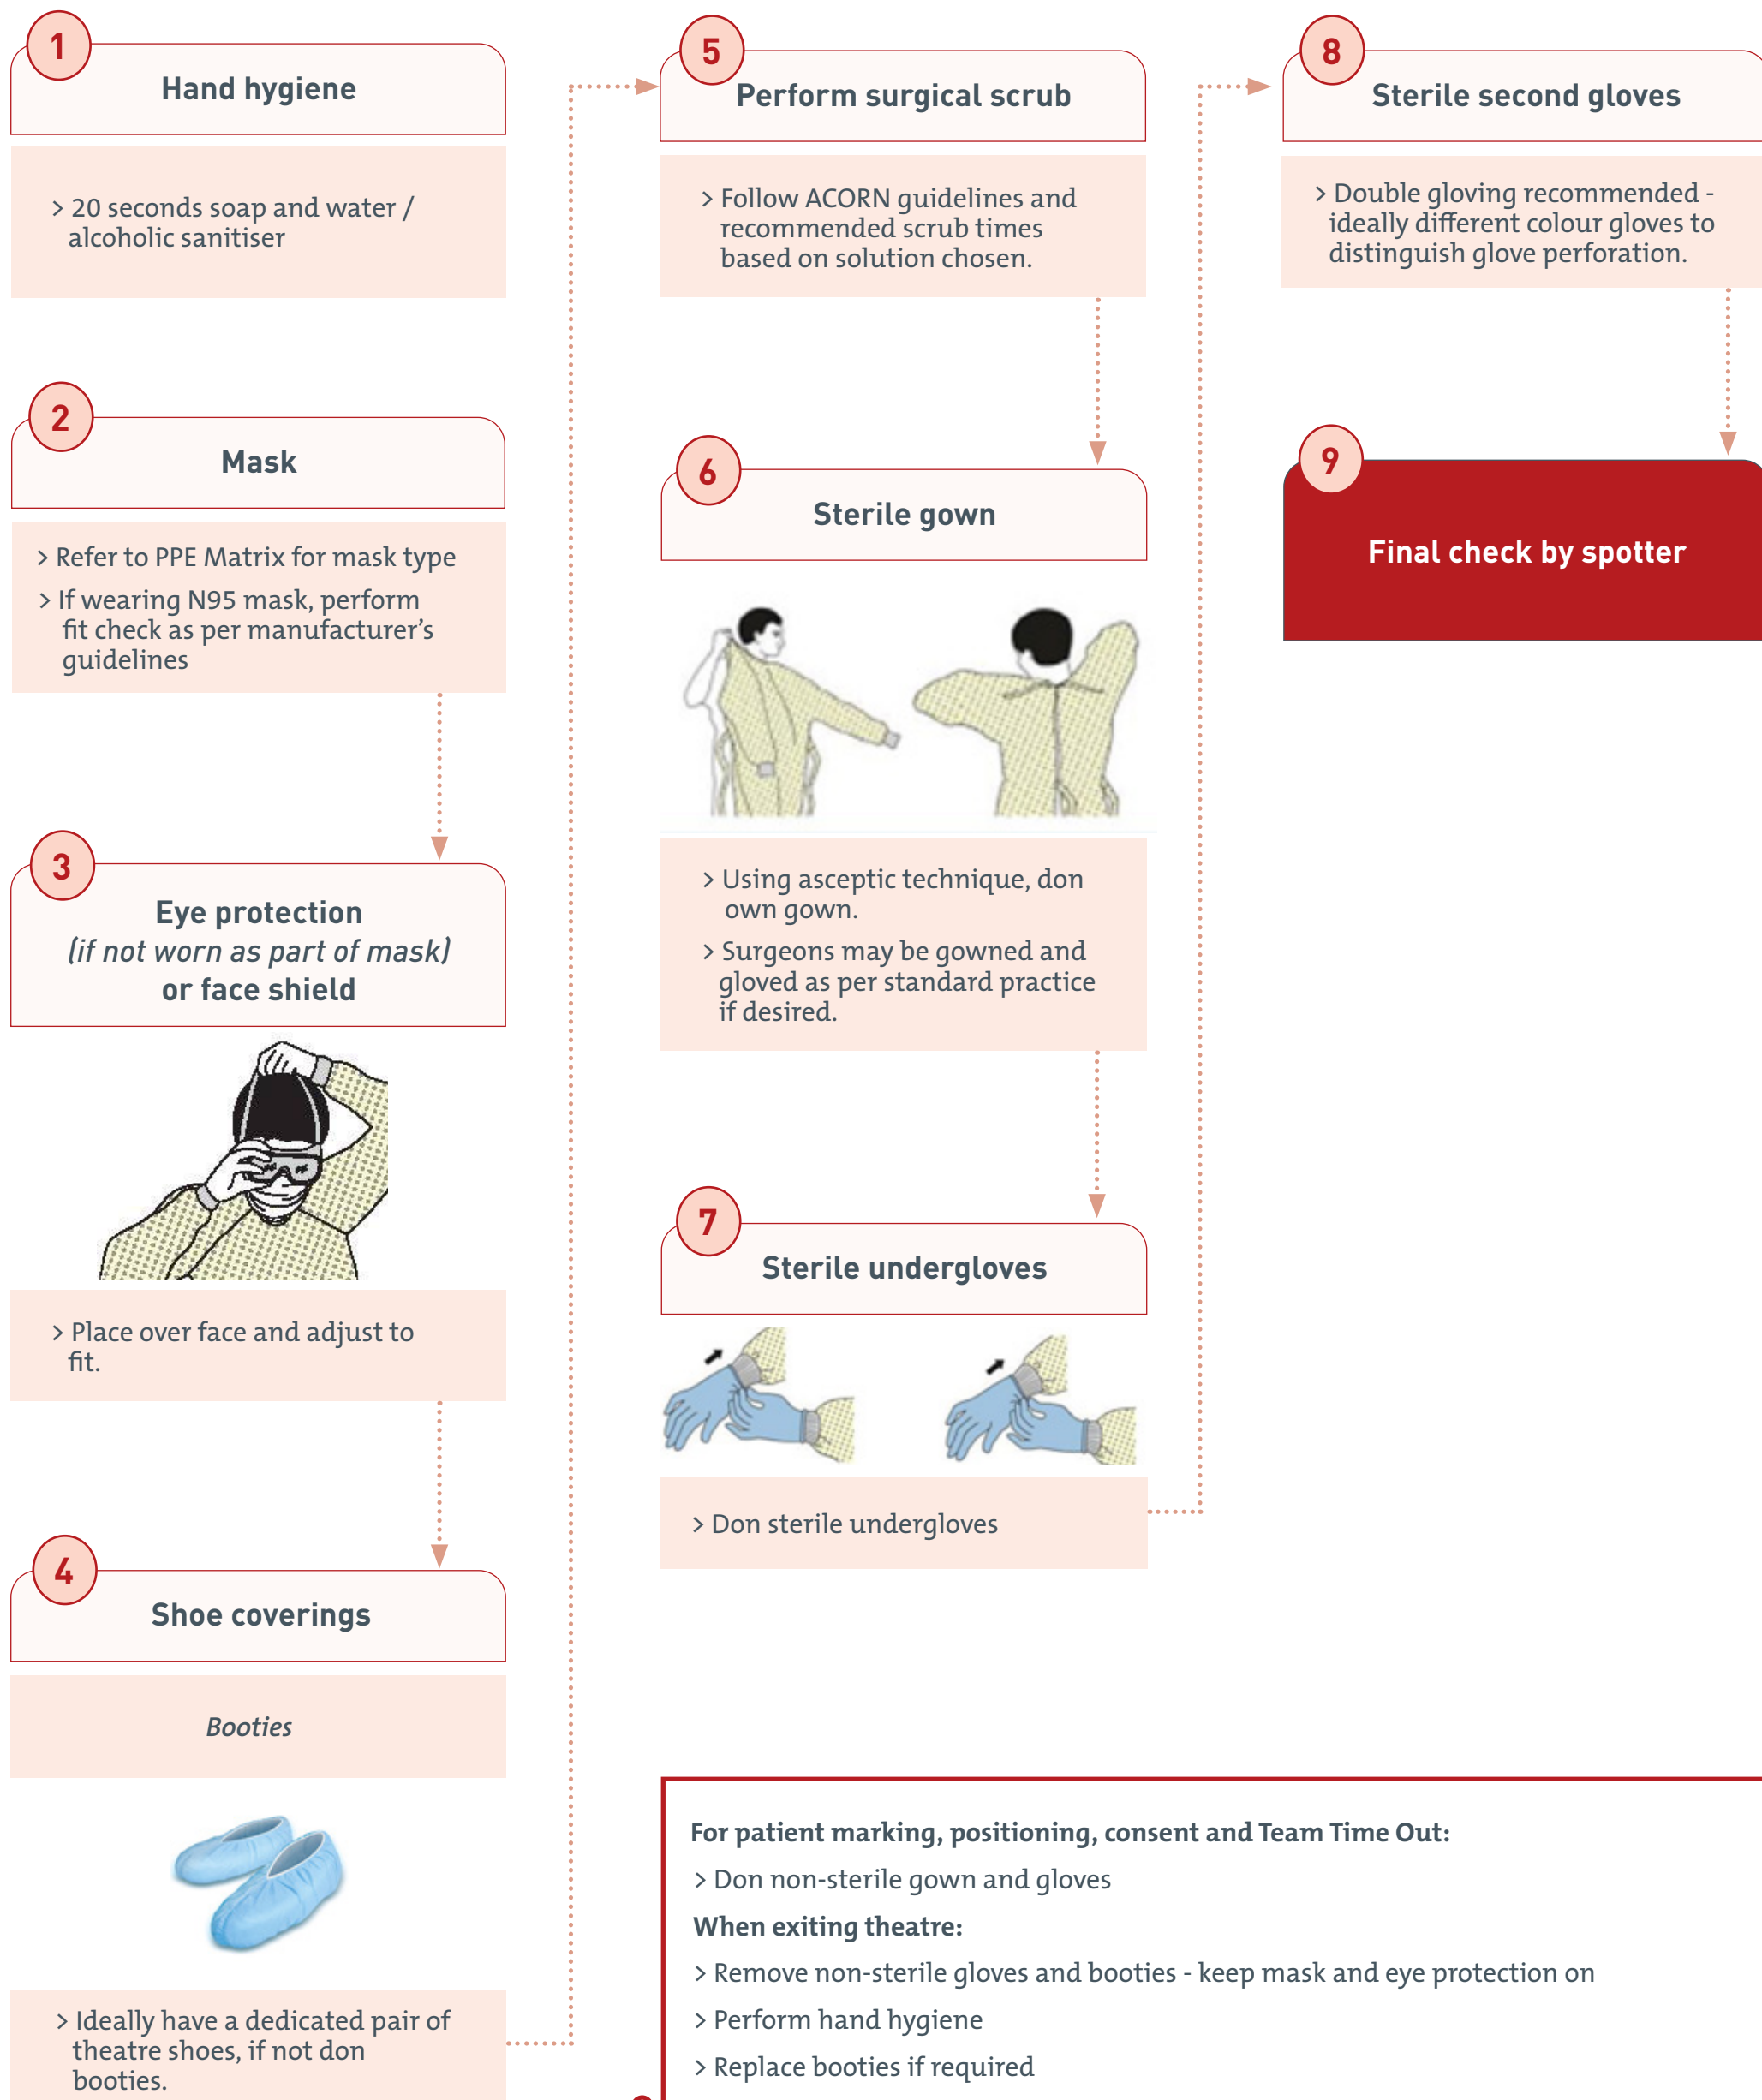 1
Hand hygiene
> 20 seconds soap and water /
alcoholic sanitiser
2
Mask
> Refer to PPE Matrix for mask type
> If wearing N95 mask, perform
fit check as per manufacturer's
guidelines
3
Eye protection
(if not worn as part of mask)
or face shield
> Place over face and adjust to
fit.
4
Shoe coverings
Booties
> Ideally have a dedicated pair of
theatre shoes, if not don
booties.
5
Perform surgical scrub
> Follow ACORN guidelines and
recommended scrub times
based on solution chosen.
6
Sterile gown
> Using asceptic technique, don
own gown.
> Surgeons may be gowned and
gloved as per standard practice
if desired.
7
Sterile undergloves
> Don sterile undergloves
8
Sterile second gloves
> Double gloving recommended -
ideally different colour gloves to
distinguish glove perforation.
9
Final check by spotter
For patient marking, positioning, consent and Team Time Out:
> Don non-sterile gown and gloves
When exiting theatre:
> Remove non-sterile gloves and booties - keep mask and eye protection on
> Perform hand hygiene
> Replace booties if required